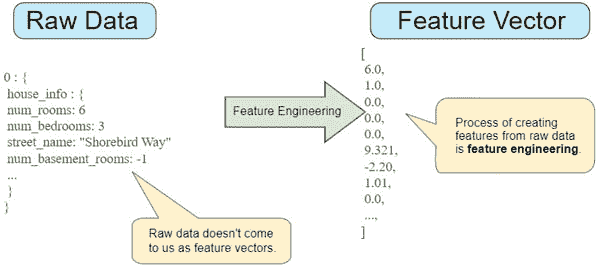 Raw Data
0 : {
house_info : {
num_rooms: 6
num_bedrooms: 3
street_name: "Shorebird Way"
num_basement_rooms: -1
...
}
}
Raw data doesn't come
to us as feature vectors.
Feature Engineering
Feature Vector
[
6.0,
1.0,
0.0,
0.0,
0.0,
9.321,
-2.20,
1.01,
0.0,
...,
]
Process of creating
features from raw data
is feature engineering.